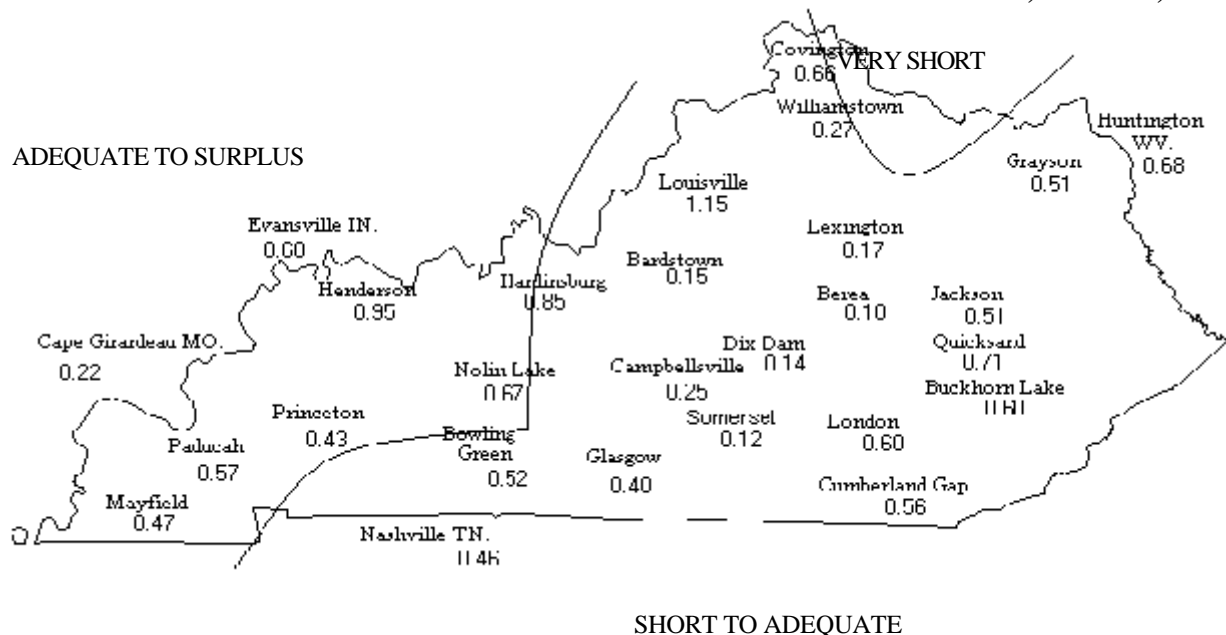 Covington
VERY SHORT
0.66
Williamstown
0.27
Huntington
WV.
0.68
ADEQUATE TO SURPLUS
Grayson
0.51
Louisville
1.15
Evansville IN.
Lexington
0.17
Bardstown
0.15
Henderson
0.95
Hardinsburg
0.85
Berea
0.10
Jackson
0.51
Cape Girardeau MO.
0.22
Dix Dam
0.14
Quicksand
0.71
Nolin Lake
0.67
Campbellsville
0.25
Buckhorn Lake
Princeton
0.43
Somerset
0.12
London
0.60
Paducah
0.57
Bowling
Green
0.52
Glasgow
0.40
Mayfield
0.47
Cumberland Gap
0.56
Nashville TN.
0.46
SHORT TO ADEQUATE